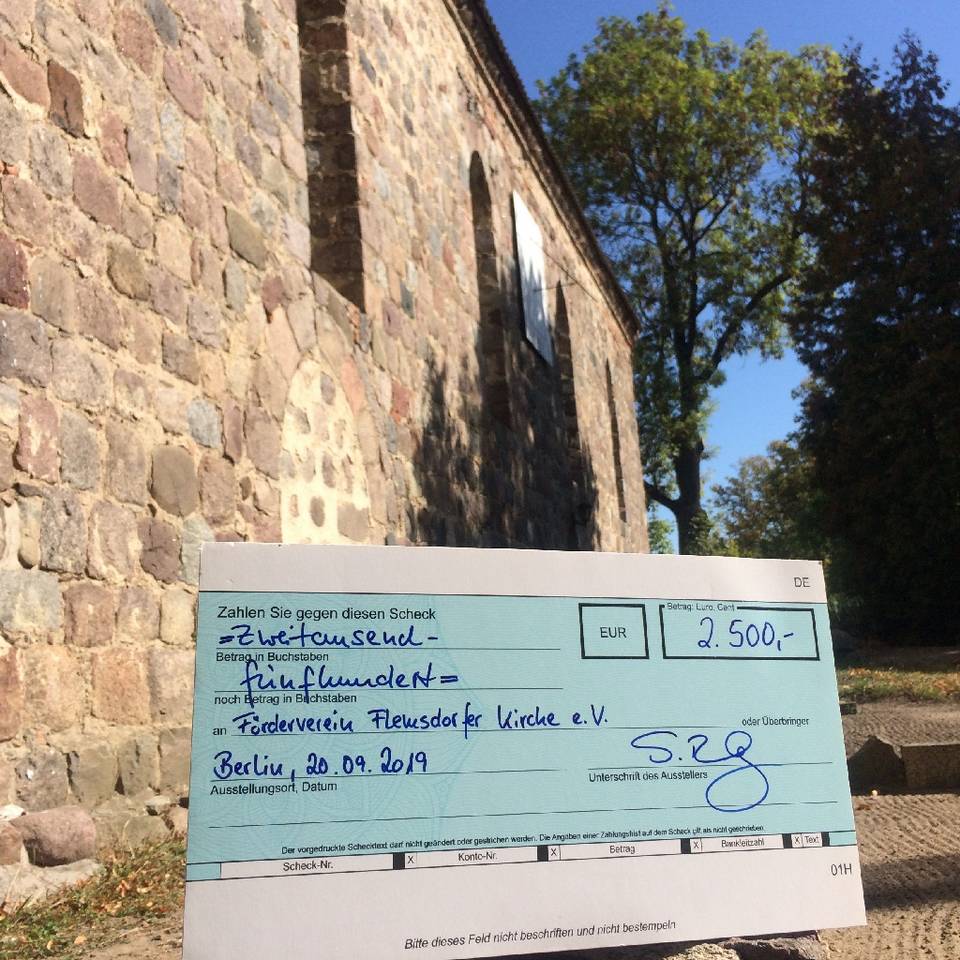 DE
Zahlen Sie gegen diesen Scheck
=Zweitausend-
Betrag in Buchstaben
EUR
Betrag: Euro, Cent
2.500,-
fünfhundert=
noch Betrag in Buchstaben
an Förderverein Flemsdorfer Kirche e.V.
oder Überbringer
Berlin, 20.09.2019
Ausstellungsort, Datum
Unterschrift des Ausstellers
Der vorgedruckte Schecktext darf nicht geändert oder gestrichen werden. Die Angaben einer Zahlungsfrist auf dem Scheck gilt als nicht geschrieben.
Scheck-Nr. X Konto-Nr. X Betrag X Bankleitzahl X Text
01H
Bitte dieses Feld nicht beschriften und nicht bestempeln